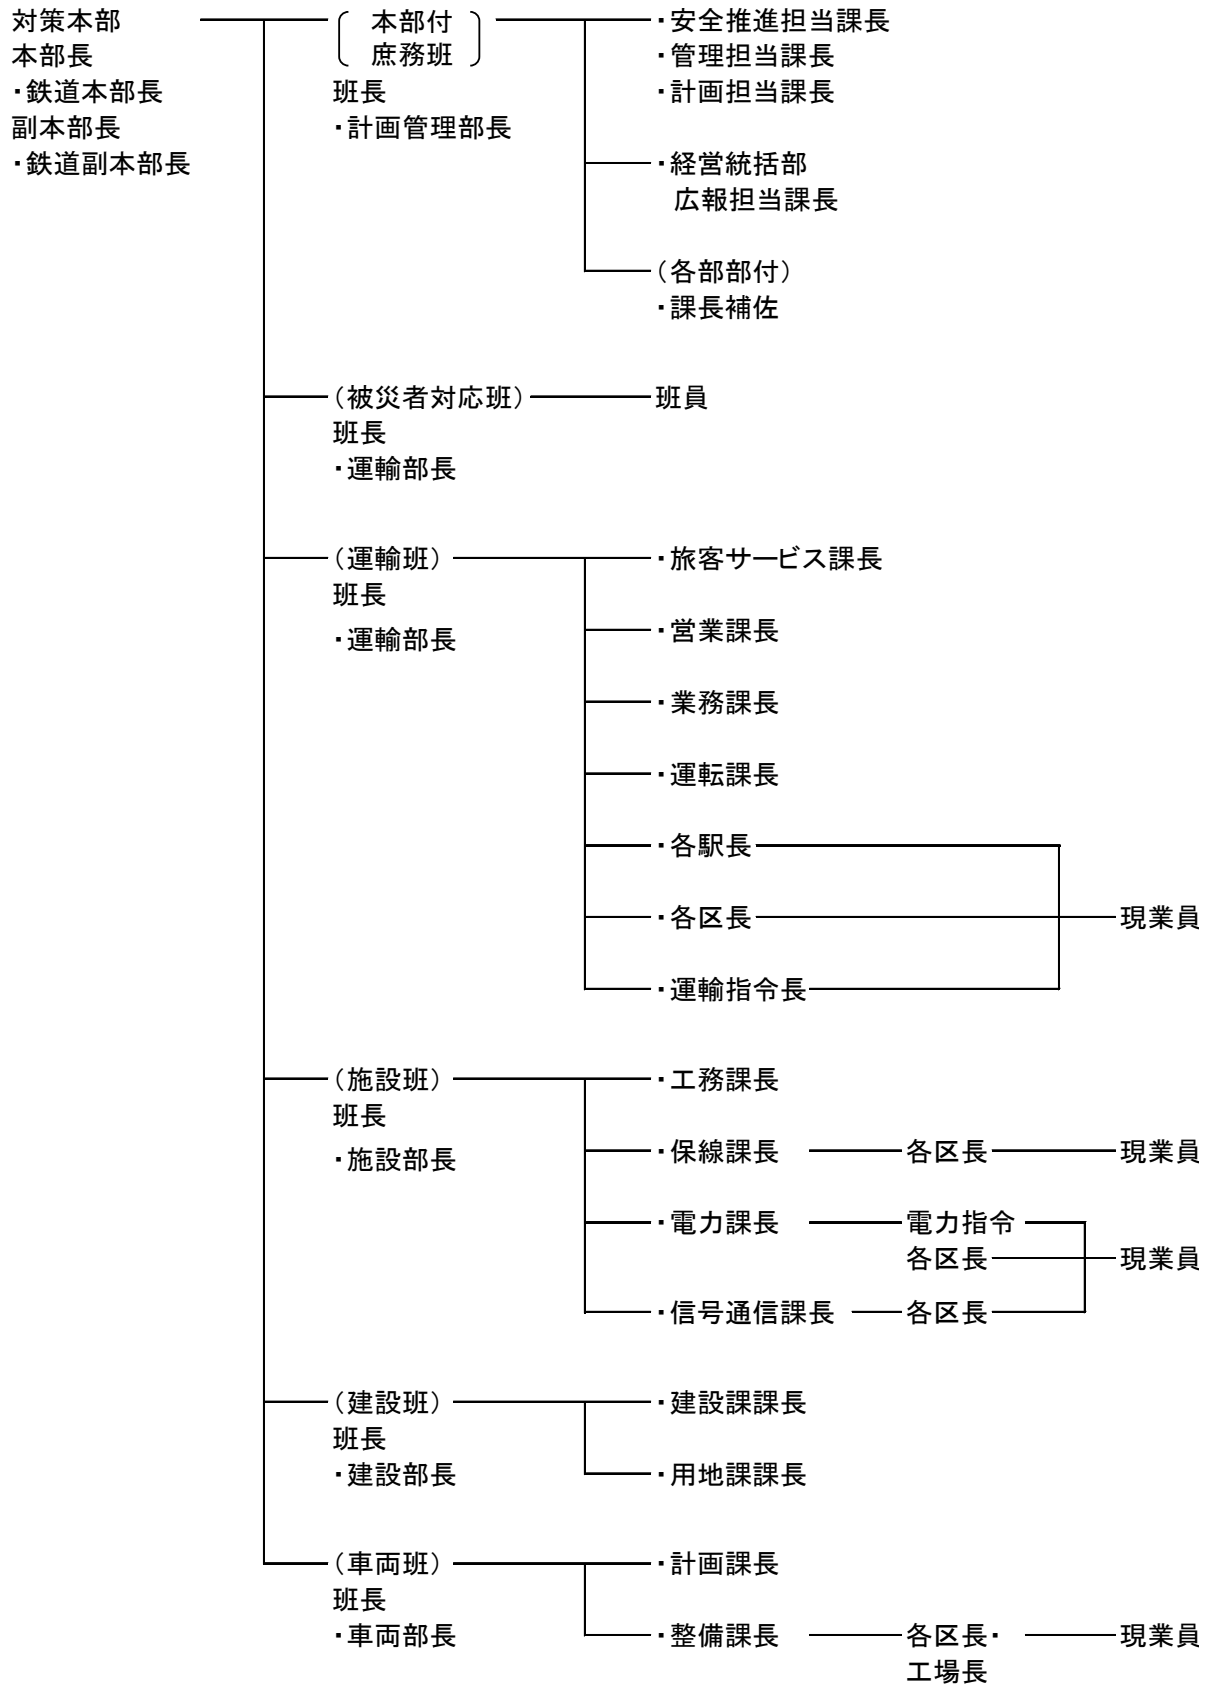 対策本部
本部長
・鉄道本部長
副本部長
・鉄道副本部長
本部付
庶務班
班長
・計画管理部長
・安全推進担当課長
・管理担当課長
・計画担当課長
・経営統括部
広報担当課長
(各部部付)
・課長補佐
(被災者対応班)
班長
・運輸部長
班員
(運輸班)
班長
・運輸部長
・旅客サービス課長
・営業課長
・業務課長
・運転課長
・各駅長
・各区長
・運輸指令長
現業員
(施設班)
班長
・施設部長
・工務課長
・保線課長
各区長
現業員
・電力課長
電力指令
各区長
現業員
・信号通信課長
各区長
(建設班)
班長
・建設部長
・建設課課長
・用地課課長
(車両班)
班長
・車両部長
・計画課長
・整備課長
各区長・
工場長
現業員